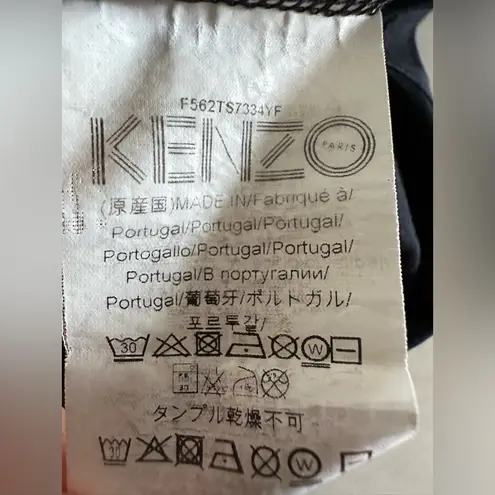 F562TS7334YF
KENZO
PARIS
(原産国)MADE IN/Fabriqué à/
Portugal/Portugal/Portugal/
Portogallo/Portugal/Portugal/
Portugal/В португалии/
Portugal/葡萄牙/ポルトガル/
포르투갈/
30 W
タンブル乾燥不可
30 W